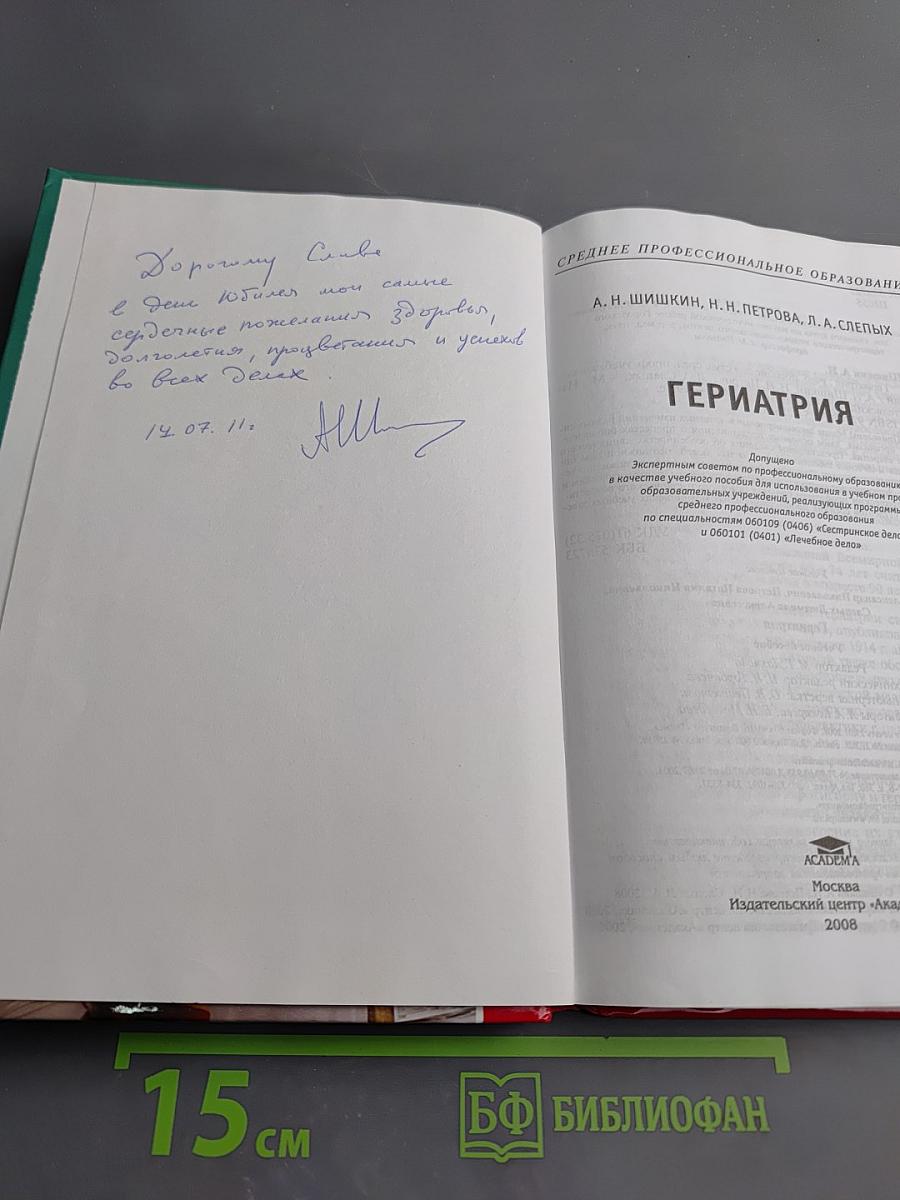 Дорогому Славе
в день Юбилея мои самые
сердечные пожелания здоровья,
долголетия, процветания и успехов
во всех делах.
14.07.11г
СРЕДНЕЕ ПРОФЕССИОНАЛЬНОЕ ОБРАЗОВАНИ
А. Н. ШИШКИН, Н. Н. ПЕТРОВА, Л. А. СЛЕПЫХ
ГЕРИАТРИЯ
Допущено
Экспертным советом по профессиональному образованию
в качестве учебного пособия для использования в учебном пр
образовательных учреждений, реализующих программы
среднего профессионального образования
по специальностям 060109 (0406) «Сестринское дело
и 060101 (0401) «Лечебное дело»
ACADEMA
Москва
Издательский центр «Акад
2008
15 см
БФ БИБЛИОФАН